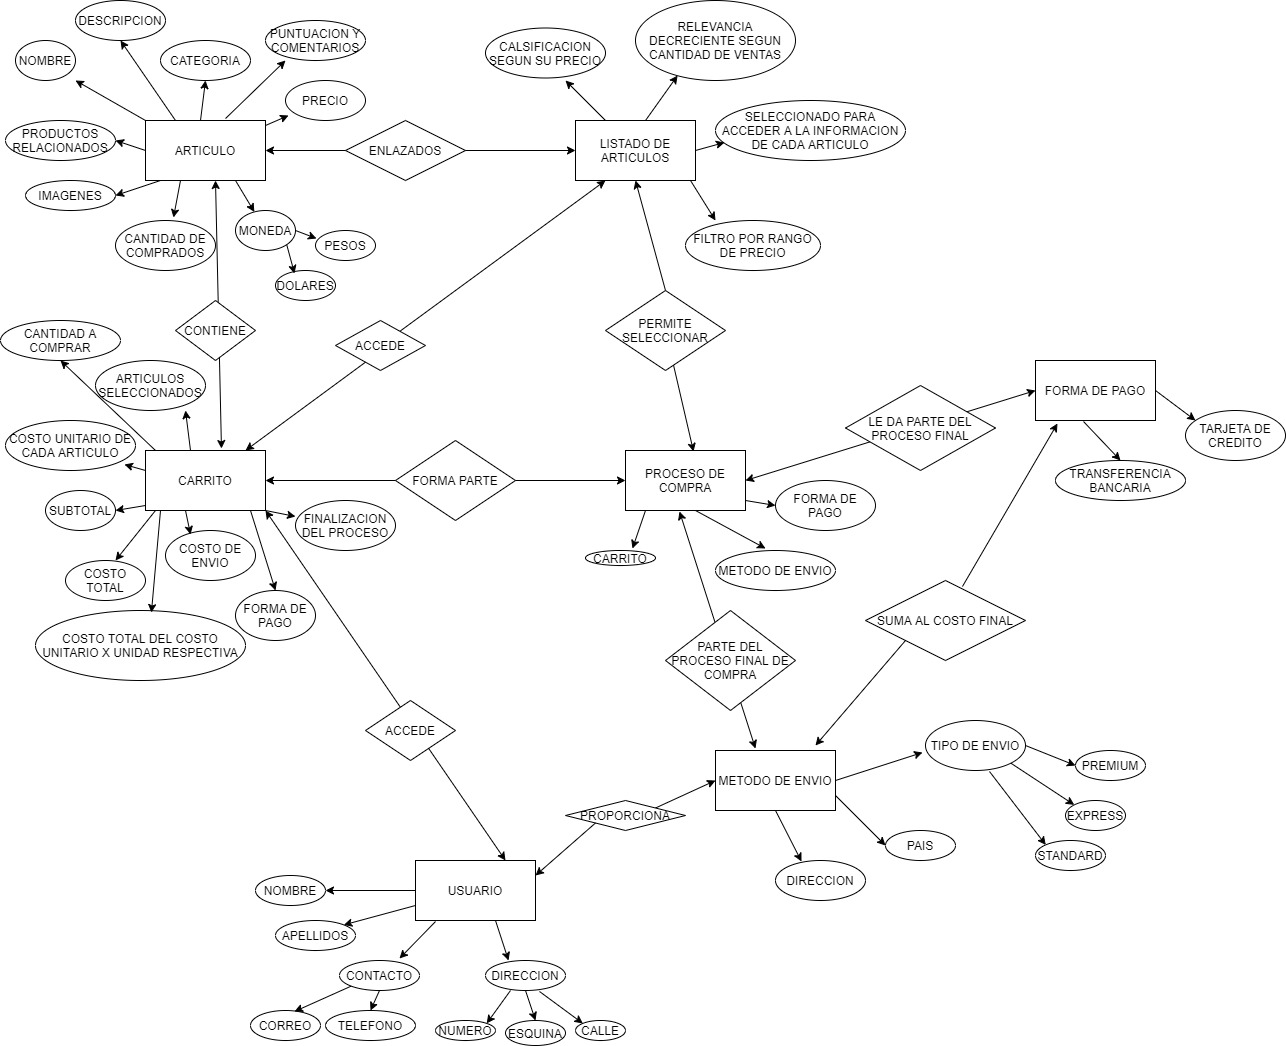 DESCRIPCION
PUNTUACION Y
COMENTARIOS
NOMBRE
CATEGORIA
PRECIO
PRODUCTOS
RELACIONADOS
ARTICULO
IMAGENES
CANTIDAD DE
COMPRADOS
MONEDA
PESOS
DOLARES
ENLAZADOS
CALSIFICACION
SEGUN SU PRECIO
RELEVANCIA
DECRECIENTE SEGUN
CANTIDAD DE VENTAS
LISTADO DE
ARTICULOS
SELECCIONADO PARA
ACCEDER A LA INFORMACION
DE CADA ARTICULO
FILTRO POR RANGO
DE PRECIO
CONTIENE
ACCEDE
PERMITE
SELECCIONAR
CANTIDAD A
COMPRAR
ARTICULOS
SELECCIONADOS
COSTO UNITARIO DE
CADA ARTICULO
CARRITO
SUBTOTAL
COSTO
TOTAL
COSTO DE
ENVIO
FINALIZACION
DEL PROCESO
FORMA DE
PAGO
COSTO TOTAL DEL COSTO
UNITARIO X UNIDAD RESPECTIVA
FORMA PARTE
PROCESO DE
COMPRA
LE DA PARTE DEL
PROCESO FINAL
FORMA DE PAGO
TARJETA DE
CREDITO
TRANSFERENCIA
BANCARIA
FORMA DE
PAGO
CARRITO
METODO DE ENVIO
PARTE DEL
PROCESO FINAL DE
COMPRA
SUMA AL COSTO FINAL
ACCEDE
METODO DE ENVIO
TIPO DE ENVIO
PREMIUM
EXPRESS
STANDARD
PAIS
DIRECCION
PROPORCIONA
USUARIO
NOMBRE
APELLIDOS
CONTACTO
DIRECCION
CORREO
TELEFONO
NUMERO
ESQUINA
CALLE